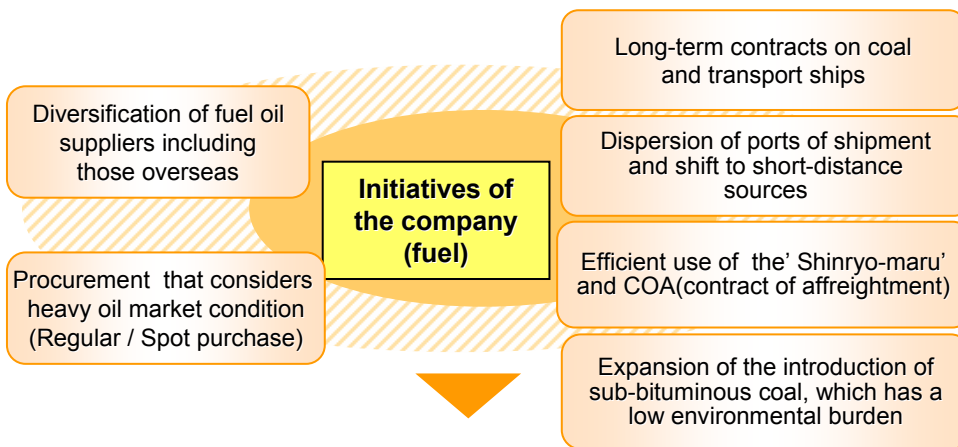 Diversification of fuel oil
suppliers including
those overseas
Procurement that considers
heavy oil market condition
(Regular / Spot purchase)
Initiatives of
the company
(fuel)
Long-term contracts on coal
and transport ships
Dispersion of ports of shipment
and shift to short-distance
sources
Efficient use of the' Shinryo-maru'
and COA(contract of affreightment)
Expansion of the introduction of
sub-bituminous coal, which has a
low environmental burden